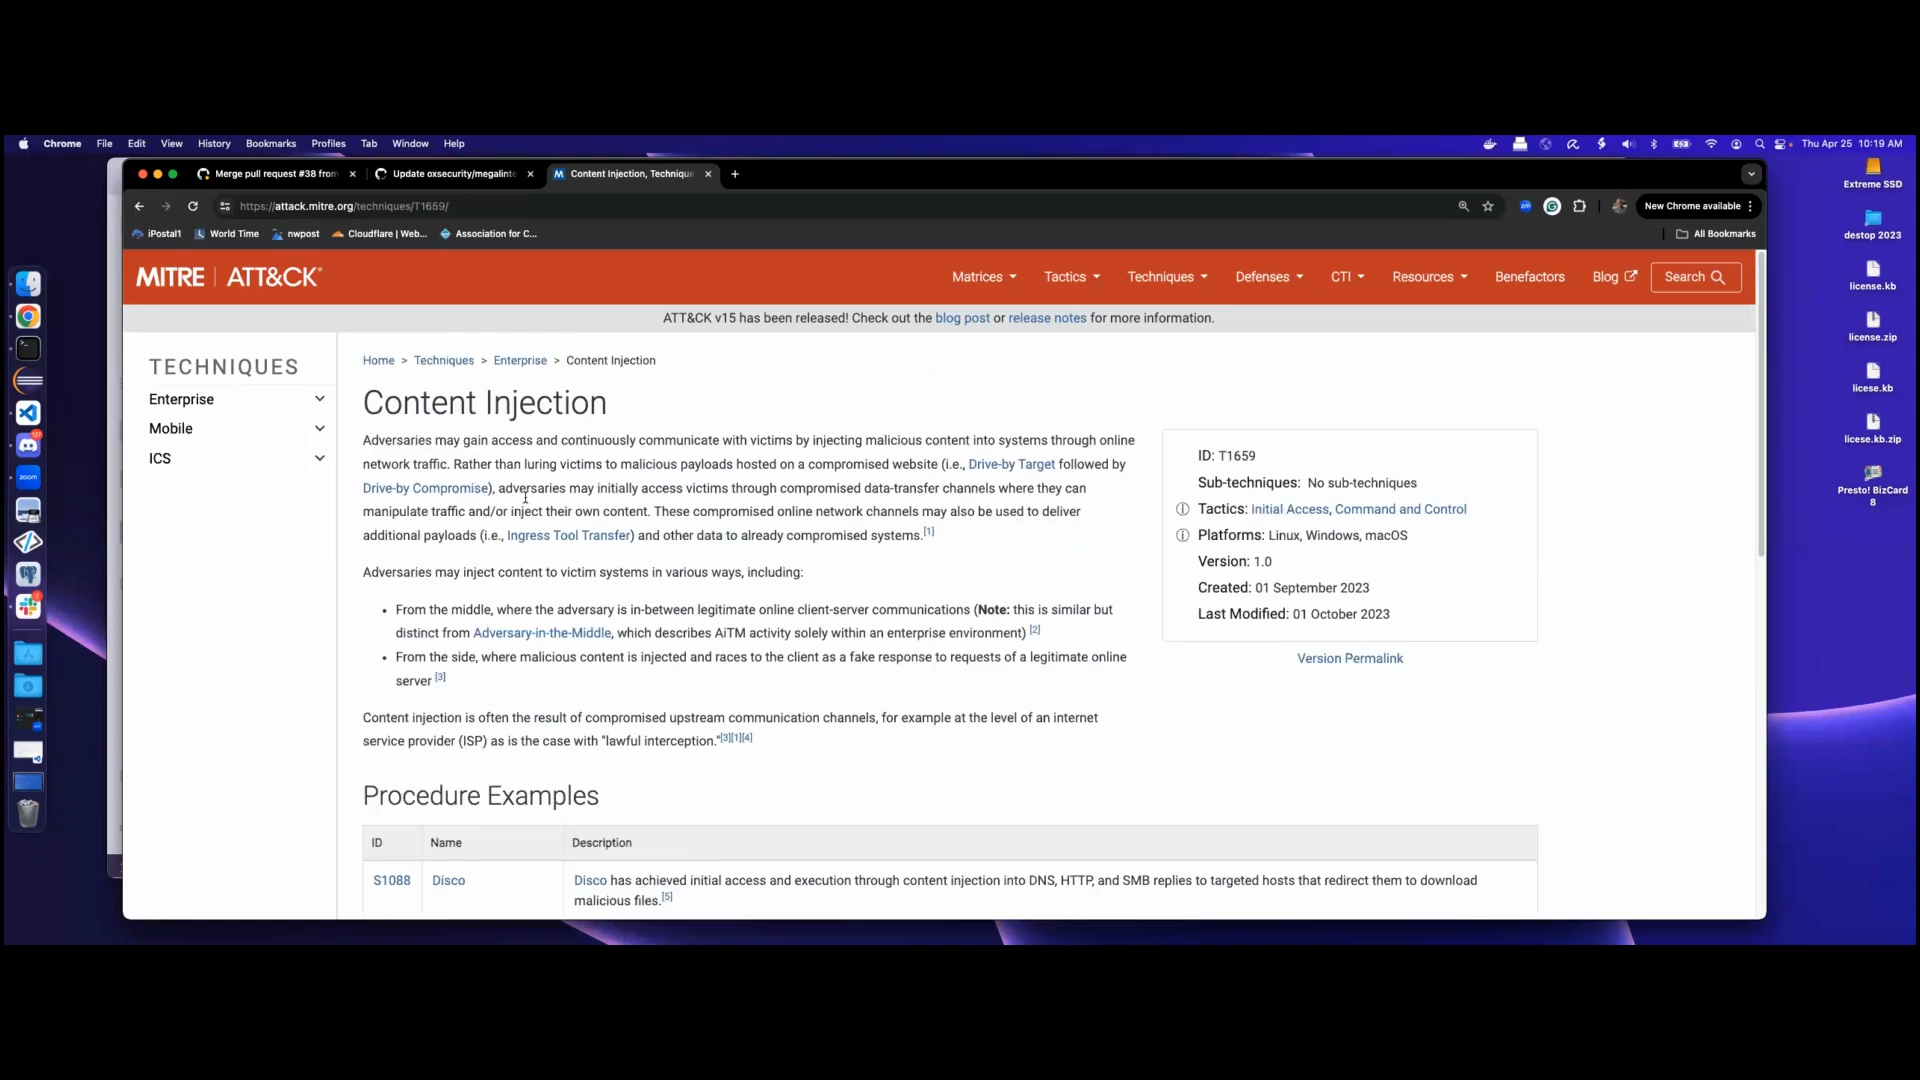 Chrome File Edit View History Bookmarks Profiles Tab Window Help Thu Apr 25 10:19 AM
Merge pull request #38 from Update oxsecurity/megalinte Content Injection, Technique
https://attack.mitre.org/techniques/T1659/ New Chrome available
iPostal1 World Time nwpost Cloudflare | Web... Association for C... All Bookmarks
MITRE | ATT&CK® Matrices Tactics Techniques Defenses CTI Resources Benefactors Blog Search
ATT&CK v15 has been released! Check out the blog post or release notes for more information.
TECHNIQUES
Enterprise
Mobile
ICS
Home > Techniques > Enterprise > Content Injection
Content Injection
Adversaries may gain access and continuously communicate with victims by injecting malicious content into systems through online
network traffic. Rather than luring victims to malicious payloads hosted on a compromised website (i.e., Drive-by Target followed by
Drive-by Compromise), adversaries may initially access victims through compromised data-transfer channels where they can
manipulate traffic and/or inject their own content. These compromised online network channels may also be used to deliver
additional payloads (i.e., Ingress Tool Transfer) and other data to already compromised systems.[1]
Adversaries may inject content to victim systems in various ways, including:
• From the middle, where the adversary is in-between legitimate online client-server communications (Note: this is similar but
distinct from Adversary-in-the-Middle, which describes AiTM activity solely within an enterprise environment) [2]
• From the side, where malicious content is injected and races to the client as a fake response to requests of a legitimate online
server [3]
Content injection is often the result of compromised upstream communication channels, for example at the level of an internet
service provider (ISP) as is the case with "lawful interception."[3][1][4]
ID: T1659
Sub-techniques: No sub-techniques
Tactics: Initial Access, Command and Control
Platforms: Linux, Windows, macOS
Version: 1.0
Created: 01 September 2023
Last Modified: 01 October 2023
Version Permalink
Procedure Examples
ID Name Description
S1088 Disco Disco has achieved initial access and execution through content injection into DNS, HTTP, and SMB replies to targeted hosts that redirect them to download
malicious files.[5]
Extreme SSD
destop 2023
license.kb
license.zip
licese.kb
licese.kb.zip
Presto! BizCard
8
zoom